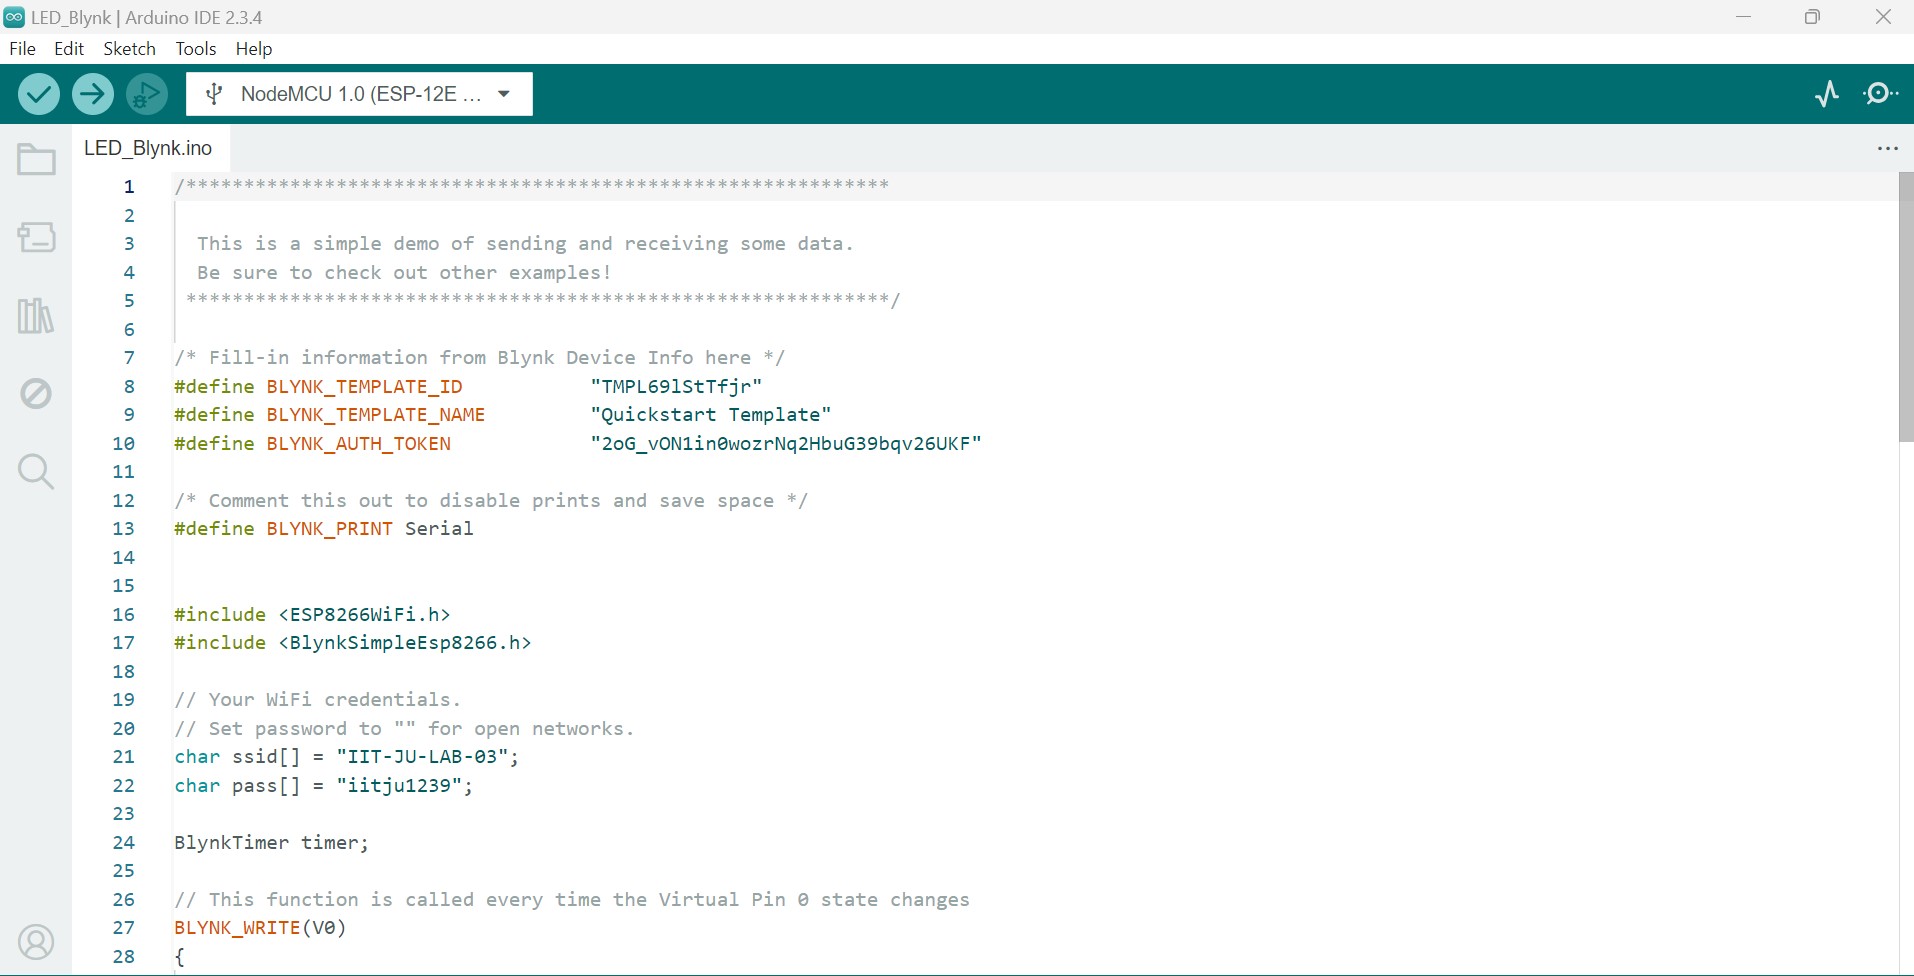 LED_Blynk | Arduino IDE 2.3.4
File Edit Sketch Tools Help
NodeMCU 1.0 (ESP-12E ...
LED_Blynk.ino
1 /*************************************************************
2
3 This is a simple demo of sending and receiving some data.
4 Be sure to check out other examples!
5 *************************************************************/
6
7 /* Fill-in information from Blynk Device Info here */
8 #define BLYNK_TEMPLATE_ID "TMPL691StTfjr"
9 #define BLYNK_TEMPLATE_NAME "Quickstart Template"
10 #define BLYNK_AUTH_TOKEN "2oG_vON1in0wozrNq2HbuG39bqv26UKF"
11
12 /* Comment this out to disable prints and save space */
13 #define BLYNK_PRINT Serial
14
15
16 #include <ESP8266WiFi.h>
17 #include <BlynkSimpleEsp8266.h>
18
19 // Your WiFi credentials.
20 // Set password to "" for open networks.
21 char ssid[] = "IIT-JU-LAB-03";
22 char pass[] = "iitju1239";
23
24 BlynkTimer timer;
25
26 // This function is called every time the Virtual Pin 0 state changes
27 BLYNK_WRITE(V0)
28 {